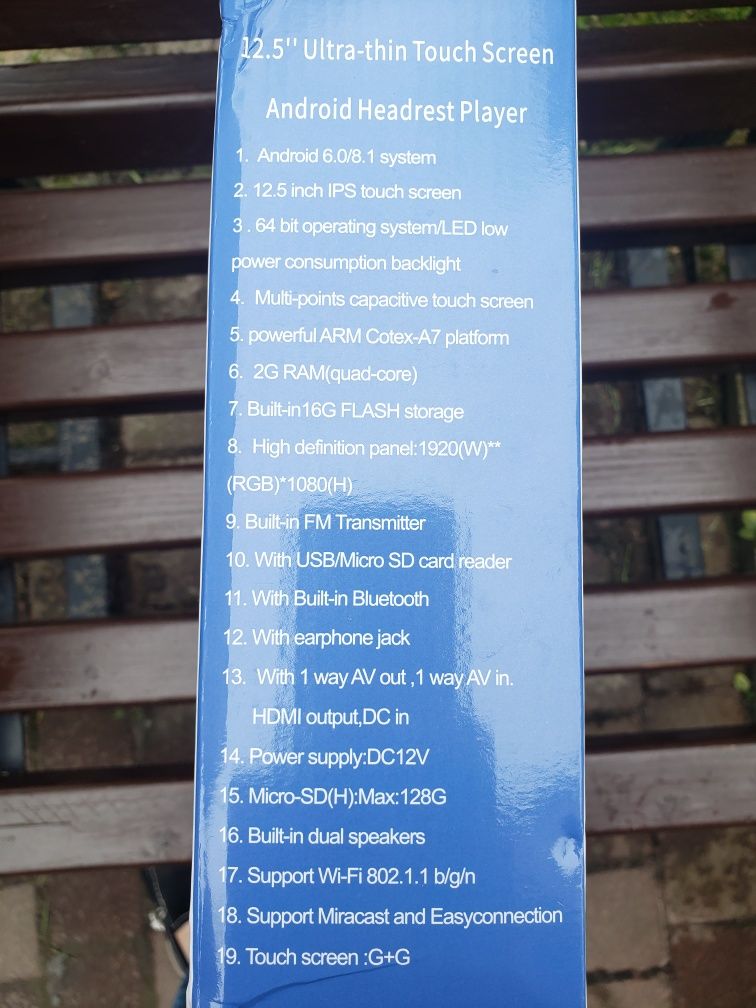 12.5'' Ultra-thin Touch Screen
Android Headrest Player
1. Android 6.0/8.1 system
2. 12.5 inch IPS touch screen
3 . 64 bit operating system/LED low
power consumption backlight
4. Multi-points capacitive touch screen
5. powerful ARM Cotex-A7 platform
6. 2G RAM(quad-core)
7. Built-in16G FLASH storage
8. High definition panel:1920(W)**
(RGB)*1080(H)
9. Built-in FM Transmitter
10. With USB/Micro SD card reader
11. With Built-in Bluetooth
12. With earphone jack
13. With 1 way AV out ,1 way AV in.
HDMI output,DC in
14. Power supply:DC12V
15. Micro-SD(H):Max:128G
16. Built-in dual speakers
17. Support Wi-Fi 802.1.1 b/g/n
18. Support Miracast and Easyconnection
19. Touch screen :G+G